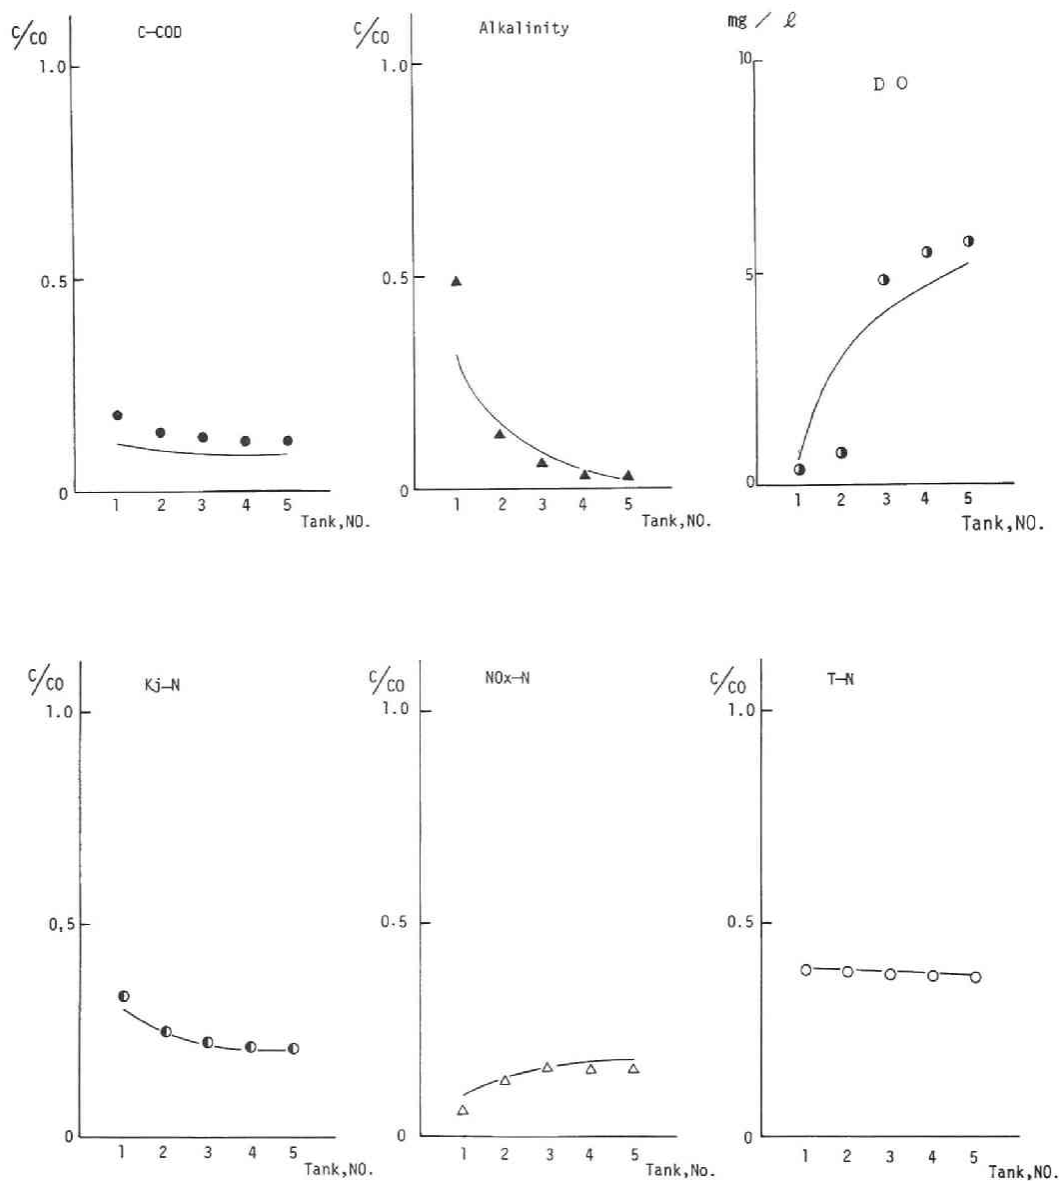 C/CO
C-COD
1.0
0.5
0
1 2 3 4 5
Tank,NO.
C/CO
Alkalinity
1.0
0.5
0
1 2 3 4 5
Tank,NO.
mg / ℓ
DO
10
5
0
1 2 3 4 5
Tank,NO.
C/CO
Kj-N
1.0
0,5
0
1 2 3 4 5
Tank,NO.
C/CO
NOx-N
1.0
0.5
0
1 2 3 4 5
Tank,No.
C/CO
T-N
1.0
0.5
0
1 2 3 4 5
Tank,NO.